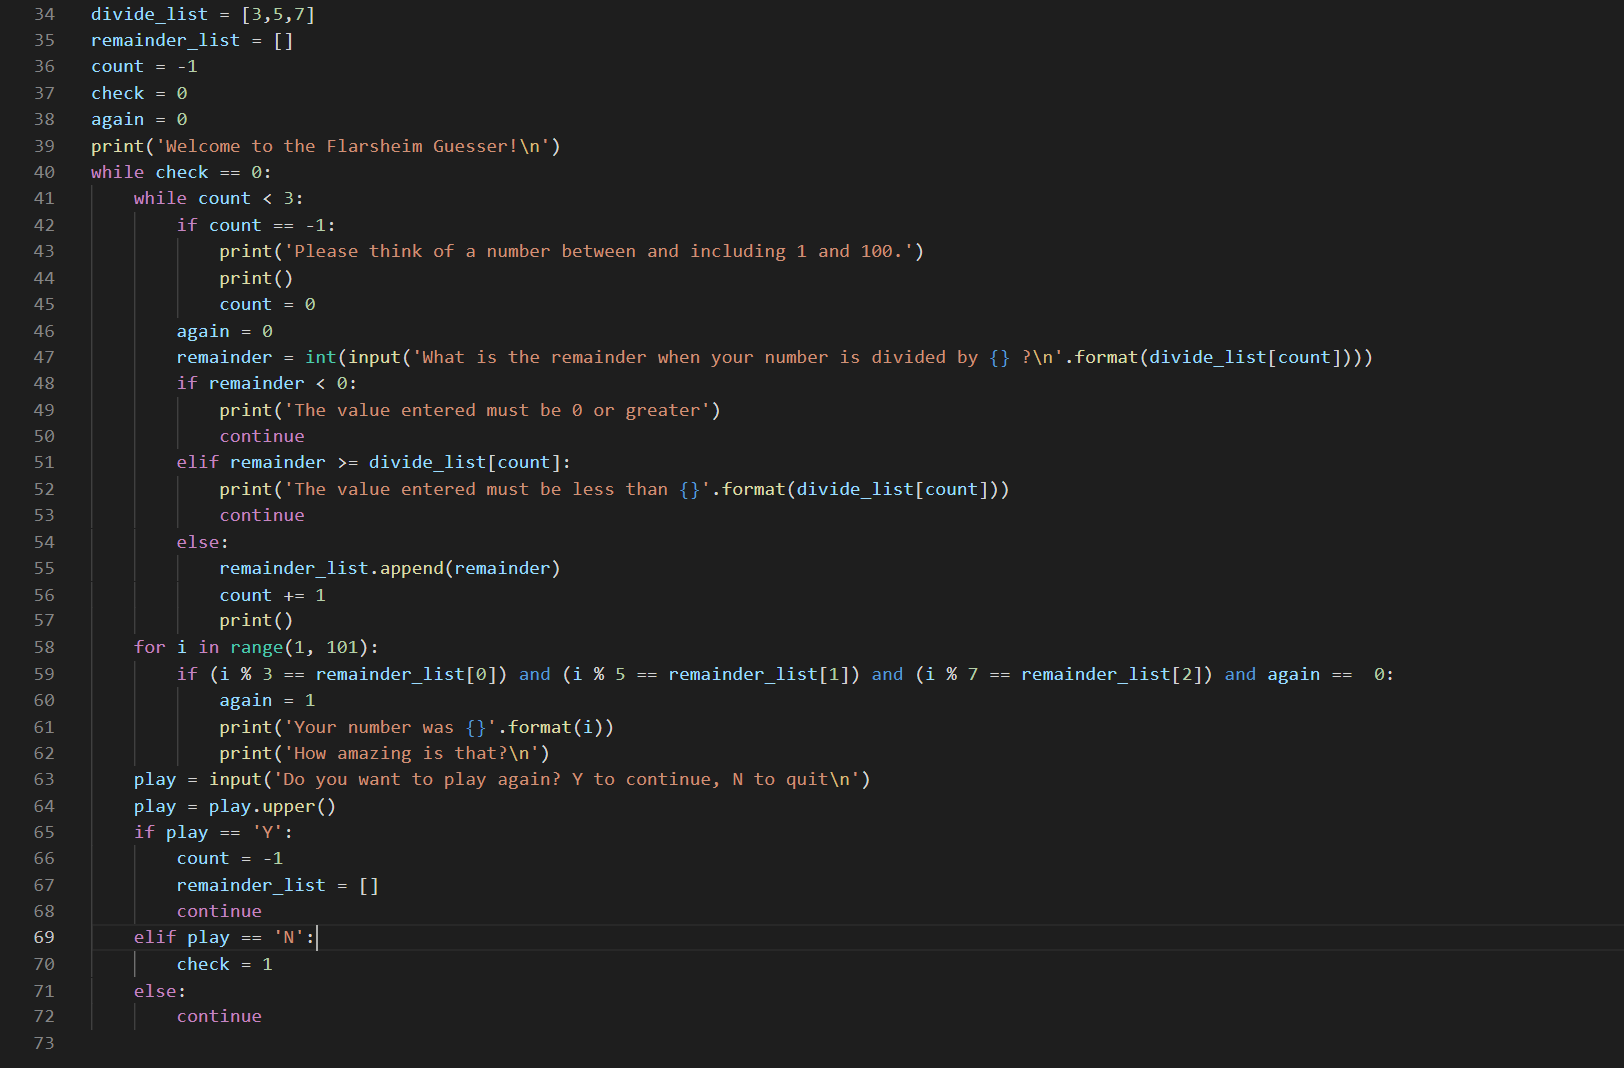 34 divide_list = [3,5,7]
35 remainder_list = []
36 count = -1
37 check = 0
38 again = 0
39 print('Welcome to the Flarsheim Guesser!\n')
40 while check == 0:
41     while count < 3:
42         if count == -1:
43             print('Please think of a number between and including 1 and 100.')
44             print()
45             count = 0
46         again = 0
47         remainder = int(input('What is the remainder when your number is divided by {} ?\n'.format(divide_list[count])))
48         if remainder < 0:
49             print('The value entered must be 0 or greater')
50             continue
51         elif remainder >= divide_list[count]:
52             print('The value entered must be less than {}'.format(divide_list[count]))
53             continue
54         else:
55             remainder_list.append(remainder)
56             count += 1
57             print()
58     for i in range(1, 101):
59         if (i % 3 == remainder_list[0]) and (i % 5 == remainder_list[1]) and (i % 7 == remainder_list[2]) and again ==  0:
60             again = 1
61             print('Your number was {}'.format(i))
62             print('How amazing is that?\n')
63     play = input('Do you want to play again? Y to continue, N to quit\n')
64     play = play.upper()
65     if play == 'Y':
66         count = -1
67         remainder_list = []
68         continue
69     elif play == 'N':
70         check = 1
71     else:
72         continue
73